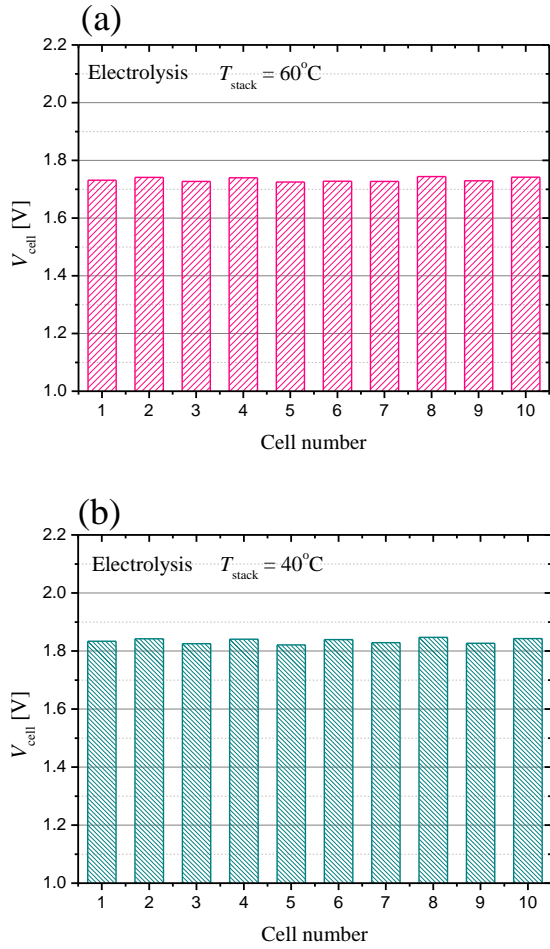 (a)
Electrolysis T_stack = 60°C
2.2
2.0
1.8
1.6
1.4
1.2
1.0
V_cell [V]
1 2 3 4 5 6 7 8 9 10
Cell number
(b)
Electrolysis T_stack = 40°C
2.2
2.0
1.8
1.6
1.4
1.2
1.0
V_cell [V]
1 2 3 4 5 6 7 8 9 10
Cell number